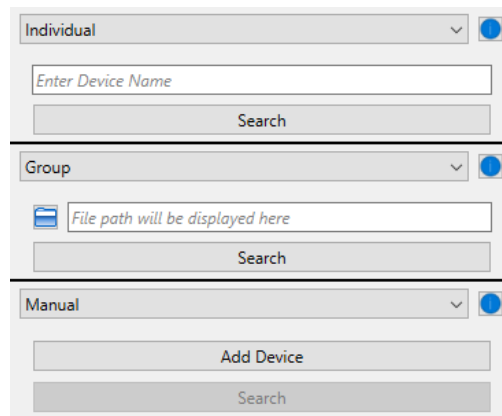 Individual
Enter Device Name
Search
Group
File path will be displayed here
Search
Manual
Add Device
Search